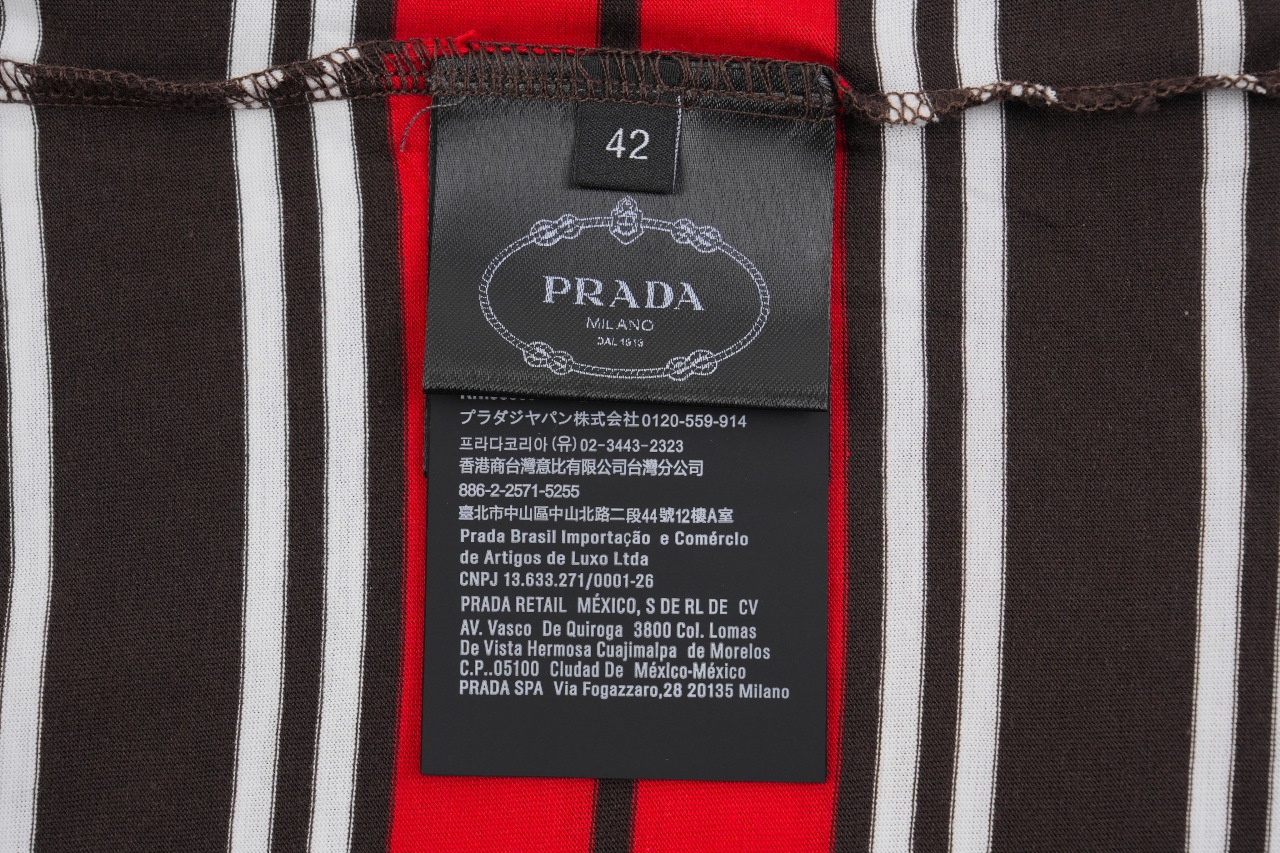 42
PRADA
MILANO
DAL 1913
プラダジヤパン株式会社0120-559-914
프라다코리아 (유) 02-3443-2323
香港商台灣意比有限公司台灣分公司
886-2-2571-5255
臺北市中山區中山北路二段44號12樓A室
Prada Brasil Importação e Comércio
de Artigos de Luxo Ltda
CNPJ 13.633.271/0001-26
PRADA RETAIL MÉXICO, S DE RL DE CV
AV. Vasco De Quiroga 3800 Col. Lomas
De Vista Hermosa Cuajimalpa de Morelos
C.P..05100 Ciudad De México-México
PRADA SPA Via Fogazzaro,28 20135 Milano